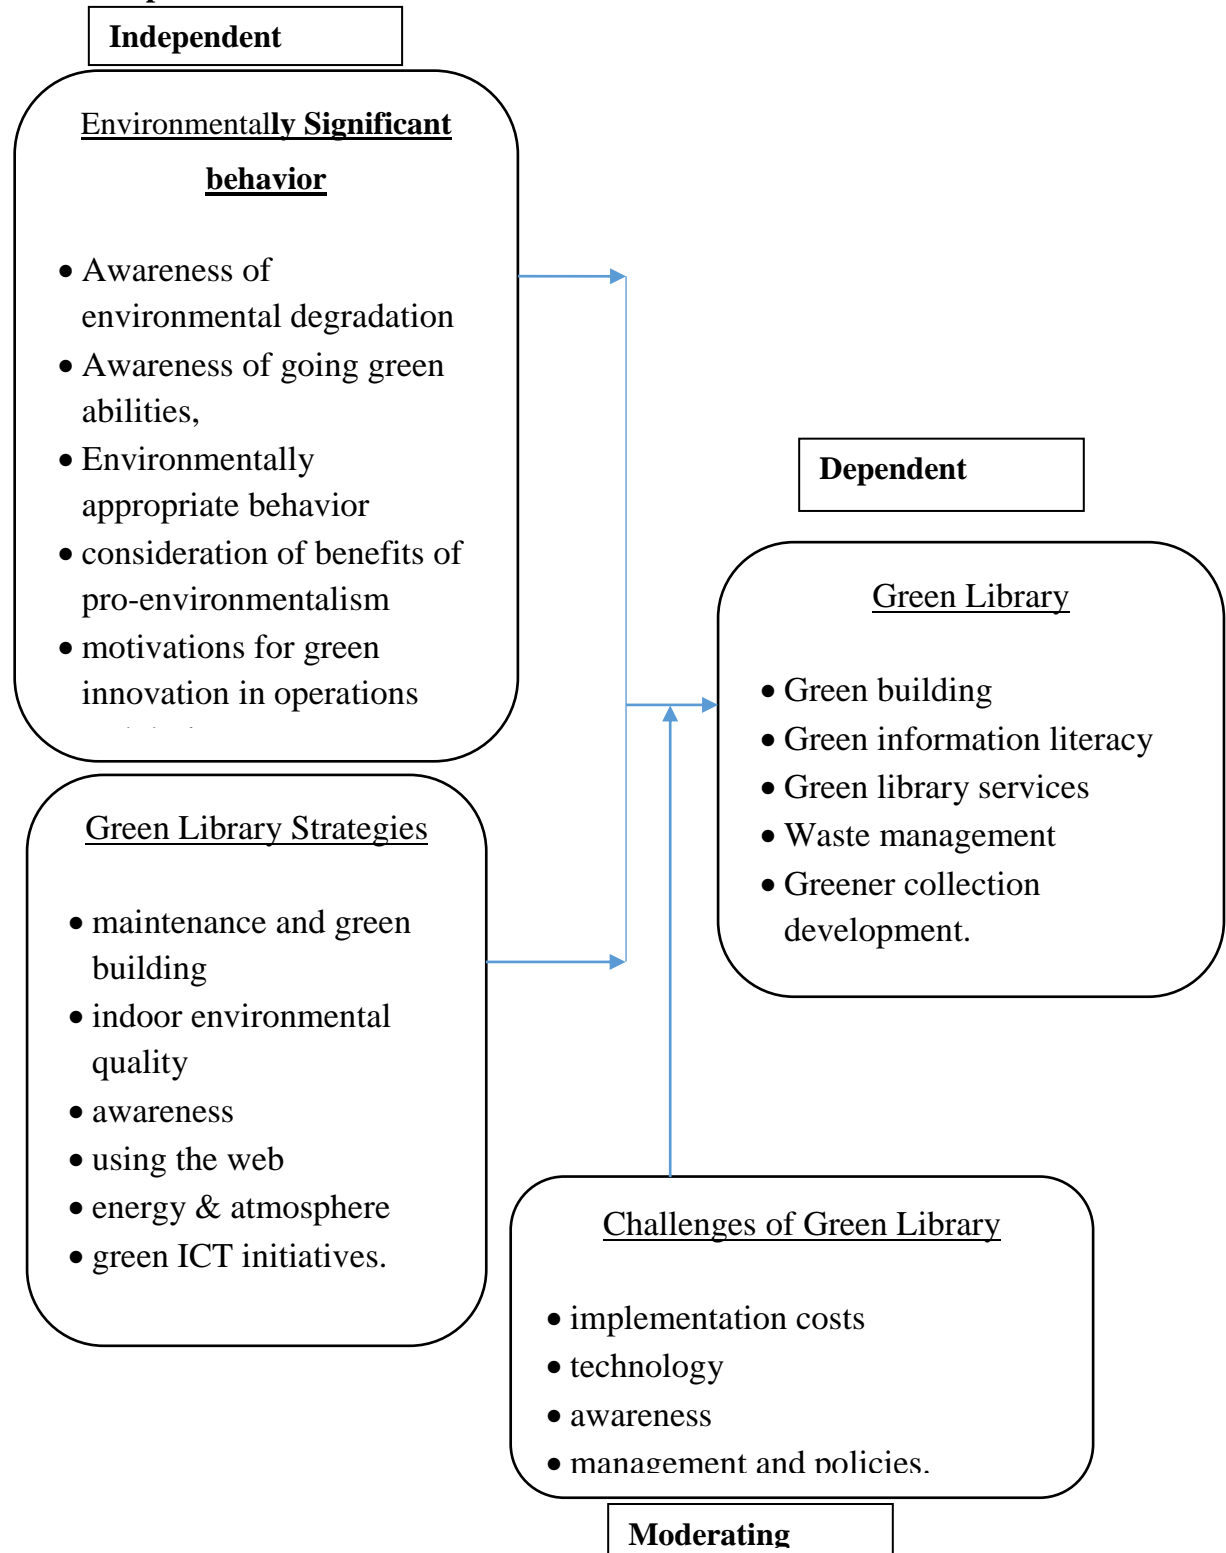 Independent
Environmentally Significant
behavior
• Awareness of
environmental degradation
• Awareness of going green
abilities,
• Environmentally
appropriate behavior
• consideration of benefits of
pro-environmentalism
• motivations for green
innovation in operations
Green Library Strategies
• maintenance and green
building
• indoor environmental
quality
• awareness
• using the web
• energy & atmosphere
• green ICT initiatives.
Dependent
Green Library
• Green building
• Green information literacy
• Green library services
• Waste management
• Greener collection
development.
Challenges of Green Library
• implementation costs
• technology
• awareness
• management and policies.
Moderating